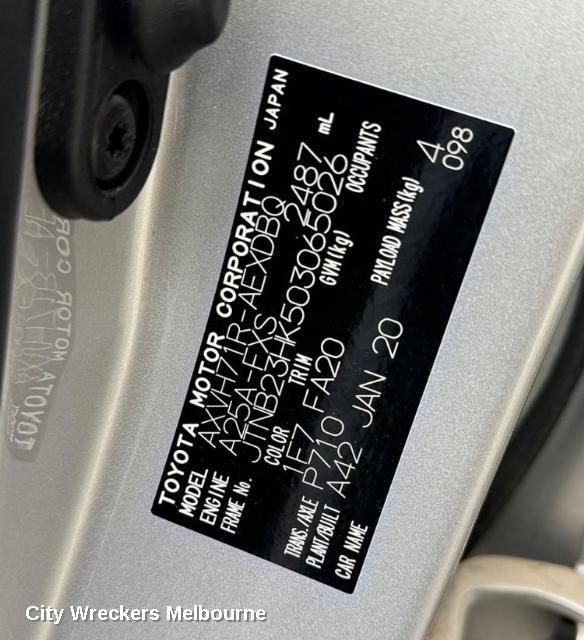 TOYOTA MOTOR CORPORATION JAPAN
MODEL AXVH71R-AEXDBQ
ENGINE A25A-FXS 2487 mL
FRAME No. JTNB23HK503065026
COLOR TRIM GVM(kg) OCCUPANTS
1E7 FA20 4
TRANS./AXLE P710 PAYLOAD MASS(kg) 098
PLANT/BUILT A42 JAN 20
CAR NAME
City Wreckers Melbourne